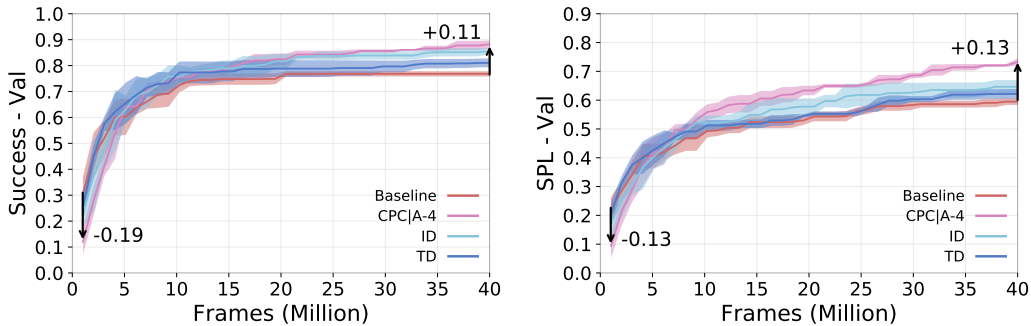 1.0
0.9
0.8
0.7
0.6
0.5
0.4
0.3
0.2
0.1
0.0
Success - Val
+0.11
-0.19
Baseline
CPC|A-4
ID
TD
0 5 10 15 20 25 30 35 40
Frames (Million)
0.9
0.8
0.7
0.6
0.5
0.4
0.3
0.2
0.1
0.0
SPL - Val
+0.13
-0.13
Baseline
CPC|A-4
ID
TD
0 5 10 15 20 25 30 35 40
Frames (Million)